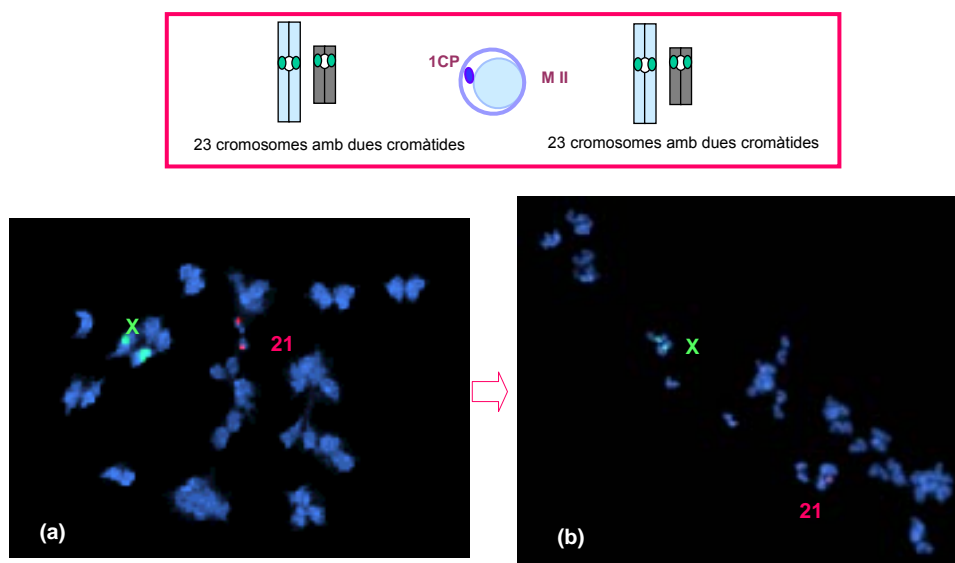 1CP
M II
23 cromosomes amb dues cromàtides
23 cromosomes amb dues cromàtides
X
21
(a)
X
21
(b)